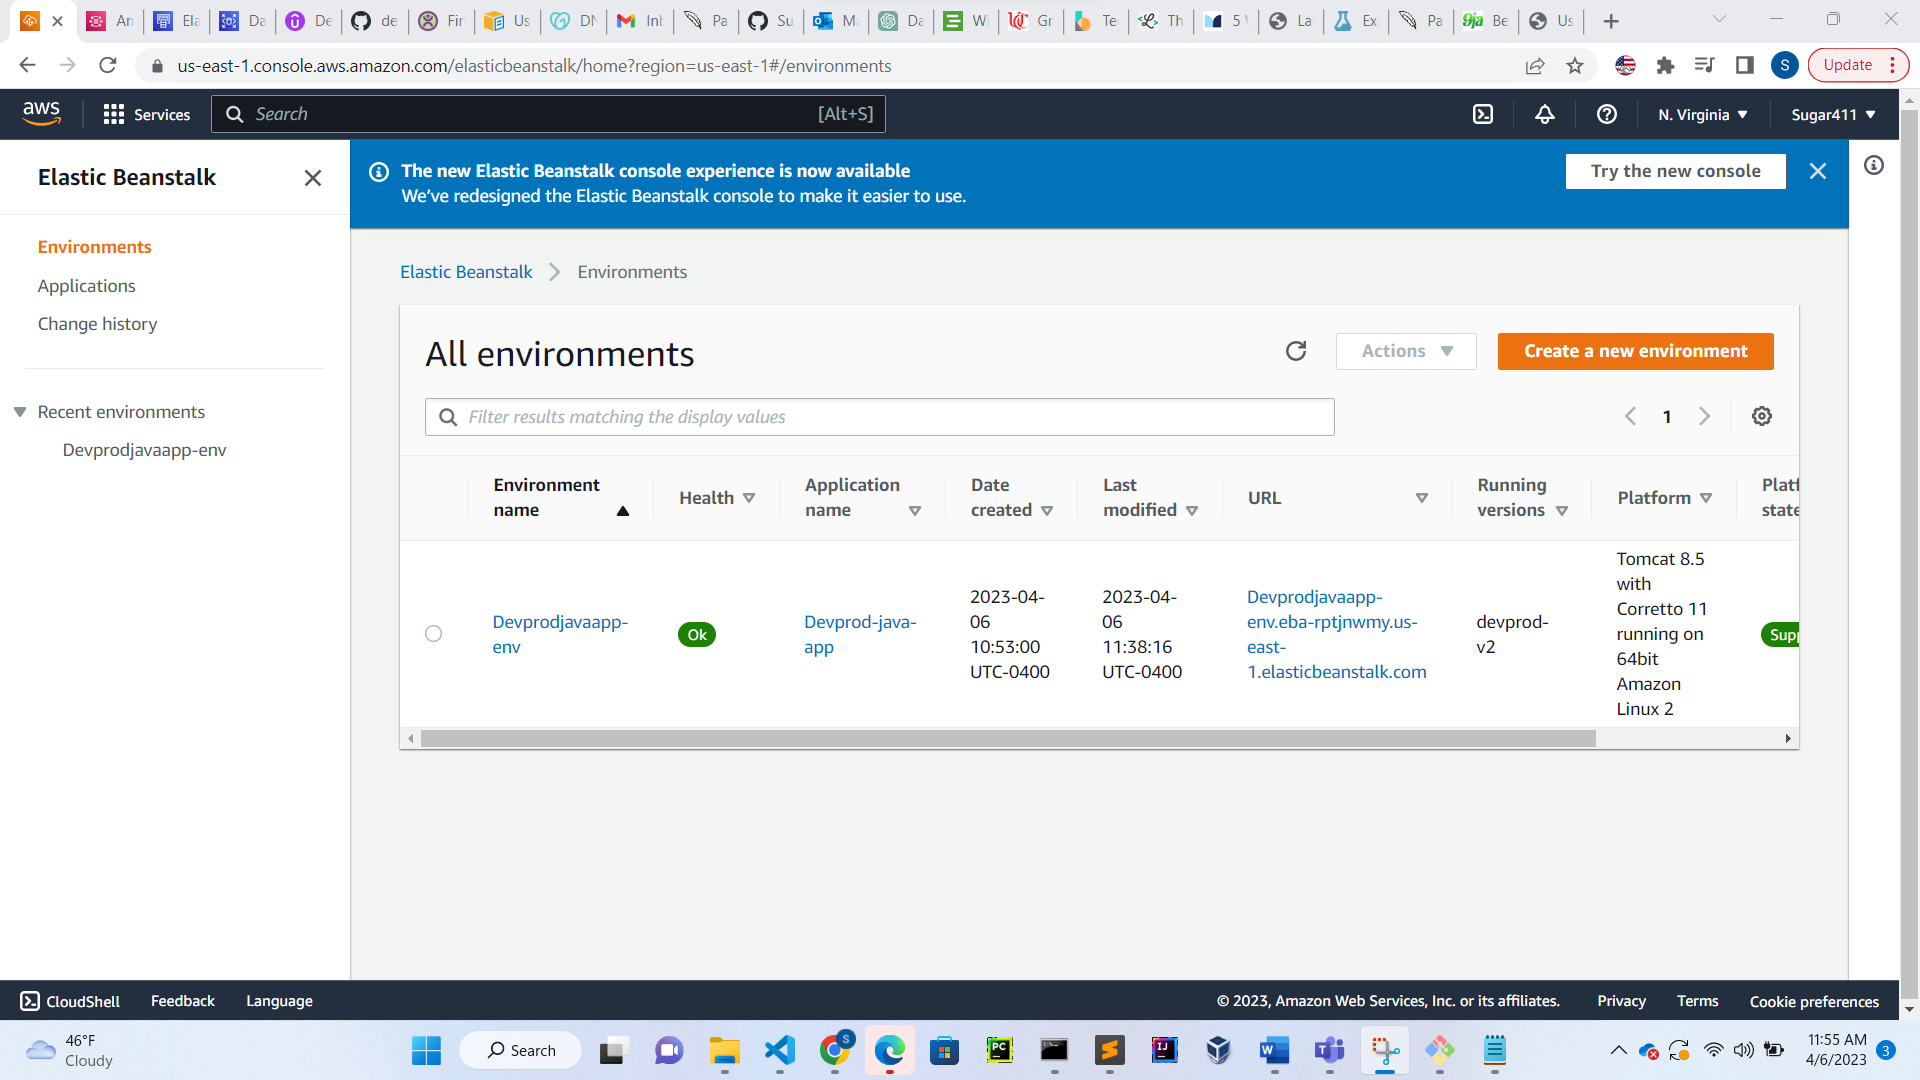 An
Ela
Da
De
de
Fir
Us
DN
Inb
Pa
Su
Ma
Da
Wh
Gr
Te
Th
5
La
Ex
Pa
9ja Be
Us
us-east-1.console.aws.amazon.com/elasticbeanstalk/home?region=us-east-1#/environments
S
Update
aws
Services
Search
[Alt+S]
N. Virginia
Sugar411
Elastic Beanstalk
Environments
Applications
Change history
Recent environments
Devprodjavaapp-env
The new Elastic Beanstalk console experience is now available
We've redesigned the Elastic Beanstalk console to make it easier to use.
Try the new console
Elastic Beanstalk
Environments
All environments
Actions
Create a new environment
Filter results matching the display values
1
Environment
name
Health
Application
name
Date
created
Last
modified
URL
Running
versions
Platform
Platf
state
Devprodjavaapp-
env
Ok
Devprod-java-
app
2023-04-
06
10:53:00
UTC-0400
2023-04-
06
11:38:16
UTC-0400
Devprodjavaapp-
env.eba-rptjnwmy.us-
east-
1.elasticbeanstalk.com
devprod-
v2
Tomcat 8.5
with
Corretto 11
running on
64bit
Amazon
Linux 2
Supp
CloudShell
Feedback
Language
© 2023, Amazon Web Services, Inc. or its affiliates.
Privacy
Terms
Cookie preferences
46°F
Cloudy
Search
S
PC
IJ
W
11:55 AM
4/6/2023
3